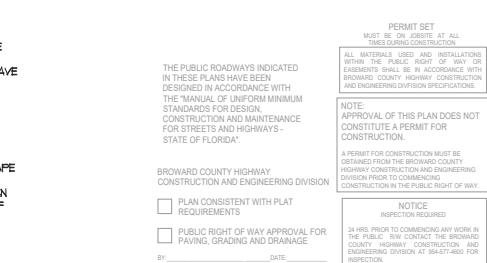 E
AVE
APE
N
E
THE PUBLIC ROADWAYS INDICATED
IN THESE PLANS HAVE BEEN
DESIGNED IN ACCORDANCE WITH
THE "MANUAL OF UNIFORM MINIMUM
STANDARDS FOR DESIGN,
CONSTRUCTION AND MAINTENANCE
FOR STREETS AND HIGHWAYS -
STATE OF FLORIDA".
BROWARD COUNTY HIGHWAY
CONSTRUCTION AND ENGINEERING DIVISION
PLAN CONSISTENT WITH PLAT
REQUIREMENTS
PUBLIC RIGHT OF WAY APPROVAL FOR
PAVING, GRADING AND DRAINAGE
BY: DATE:
PERMIT SET
MUST BE ON JOBSITE AT ALL
TIMES DURING CONSTRUCTION
ALL MATERIALS USED AND INSTALLATIONS
WITHIN THE PUBLIC RIGHT OF WAY OR
EASEMENTS SHALL BE IN ACCORDANCE WITH
BROWARD COUNTY HIGHWAY CONSTRUCTION
AND ENGINEERING DIVISION SPECIFICATIONS.
NOTE:
APPROVAL OF THIS PLAN DOES NOT
CONSTITUTE A PERMIT FOR
CONSTRUCTION.
A PERMIT FOR CONSTRUCTION MUST BE
OBTAINED FROM THE BROWARD COUNTY
HIGHWAY CONSTRUCTION AND ENGINEERING
DIVISION PRIOR TO COMMENCING
CONSTRUCTION IN THE PUBLIC RIGHT OF WAY.
NOTICE
INSPECTION REQUIRED
24 HRS. PRIOR TO COMMENCING ANY WORK IN
THE PUBLIC R/W CONTACT THE BROWARD
COUNTY HIGHWAY CONSTRUCTION AND
ENGINEERING DIVISION AT 954-577-4600 FOR
INSPECTION.